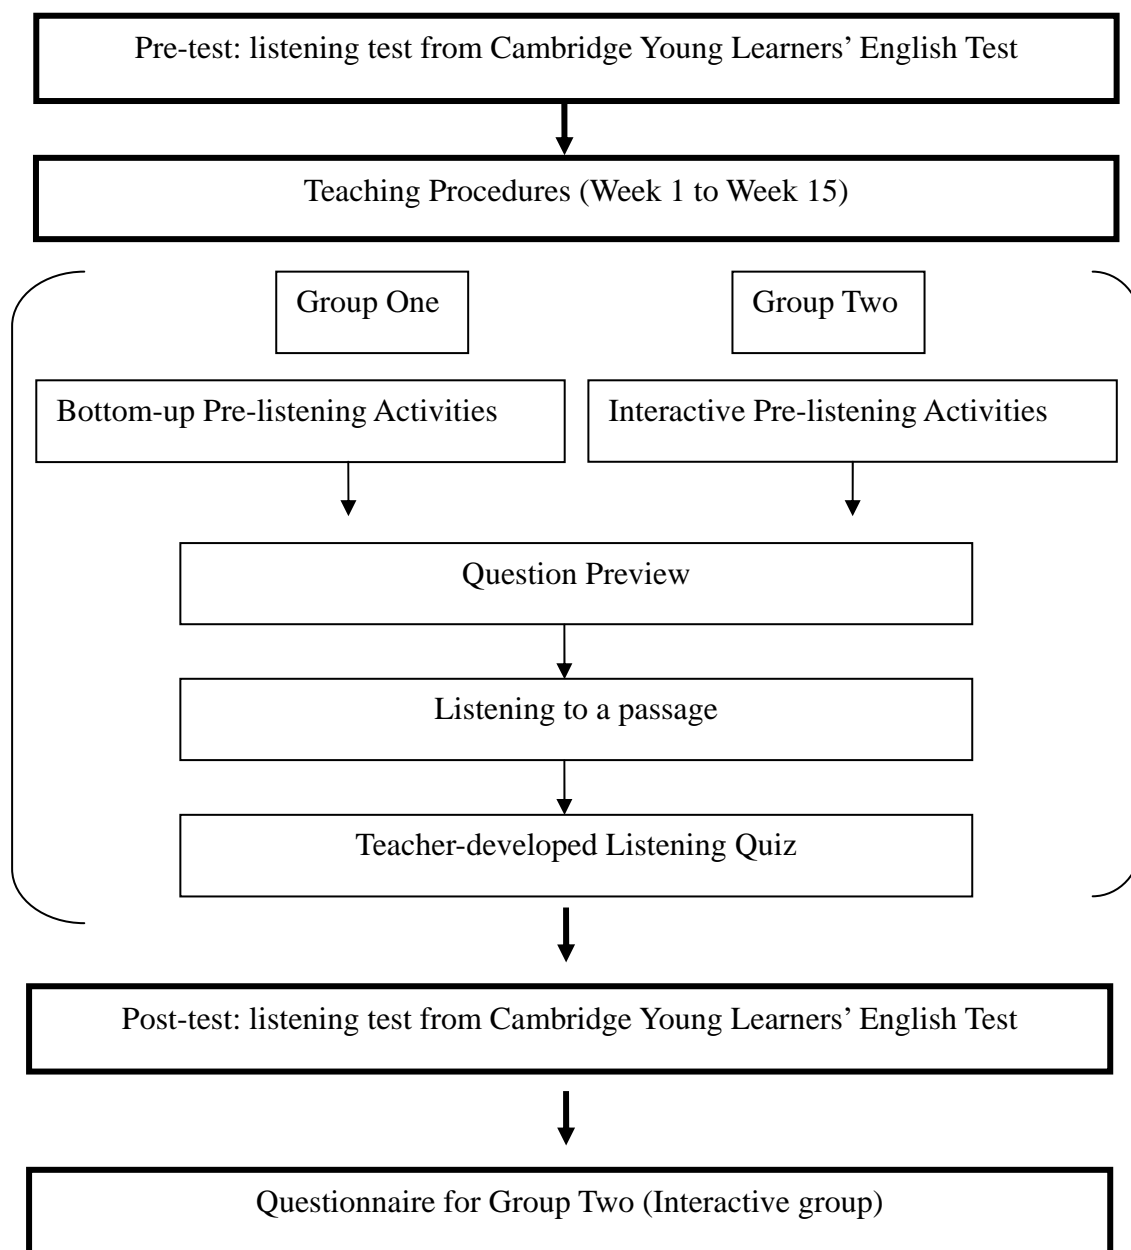 Pre-test: listening test from Cambridge Young Learners’ English Test
Teaching Procedures (Week 1 to Week 15)
Group One
Group Two
Bottom-up Pre-listening Activities
Interactive Pre-listening Activities
Question Preview
Listening to a passage
Teacher-developed Listening Quiz
Post-test: listening test from Cambridge Young Learners’ English Test
Questionnaire for Group Two (Interactive group)